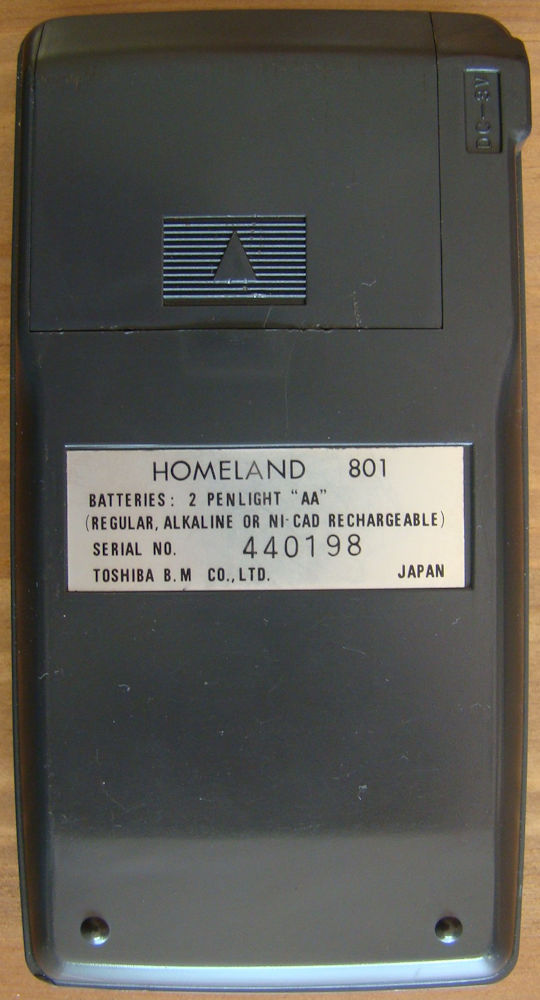 DC-3V
HOMELAND 801
BATTERIES: 2 PENLIGHT "AA"
(REGULAR, ALKALINE OR NI-CAD RECHARGEABLE)
SERIAL NO. 440198
TOSHIBA B.M CO., LTD. JAPAN